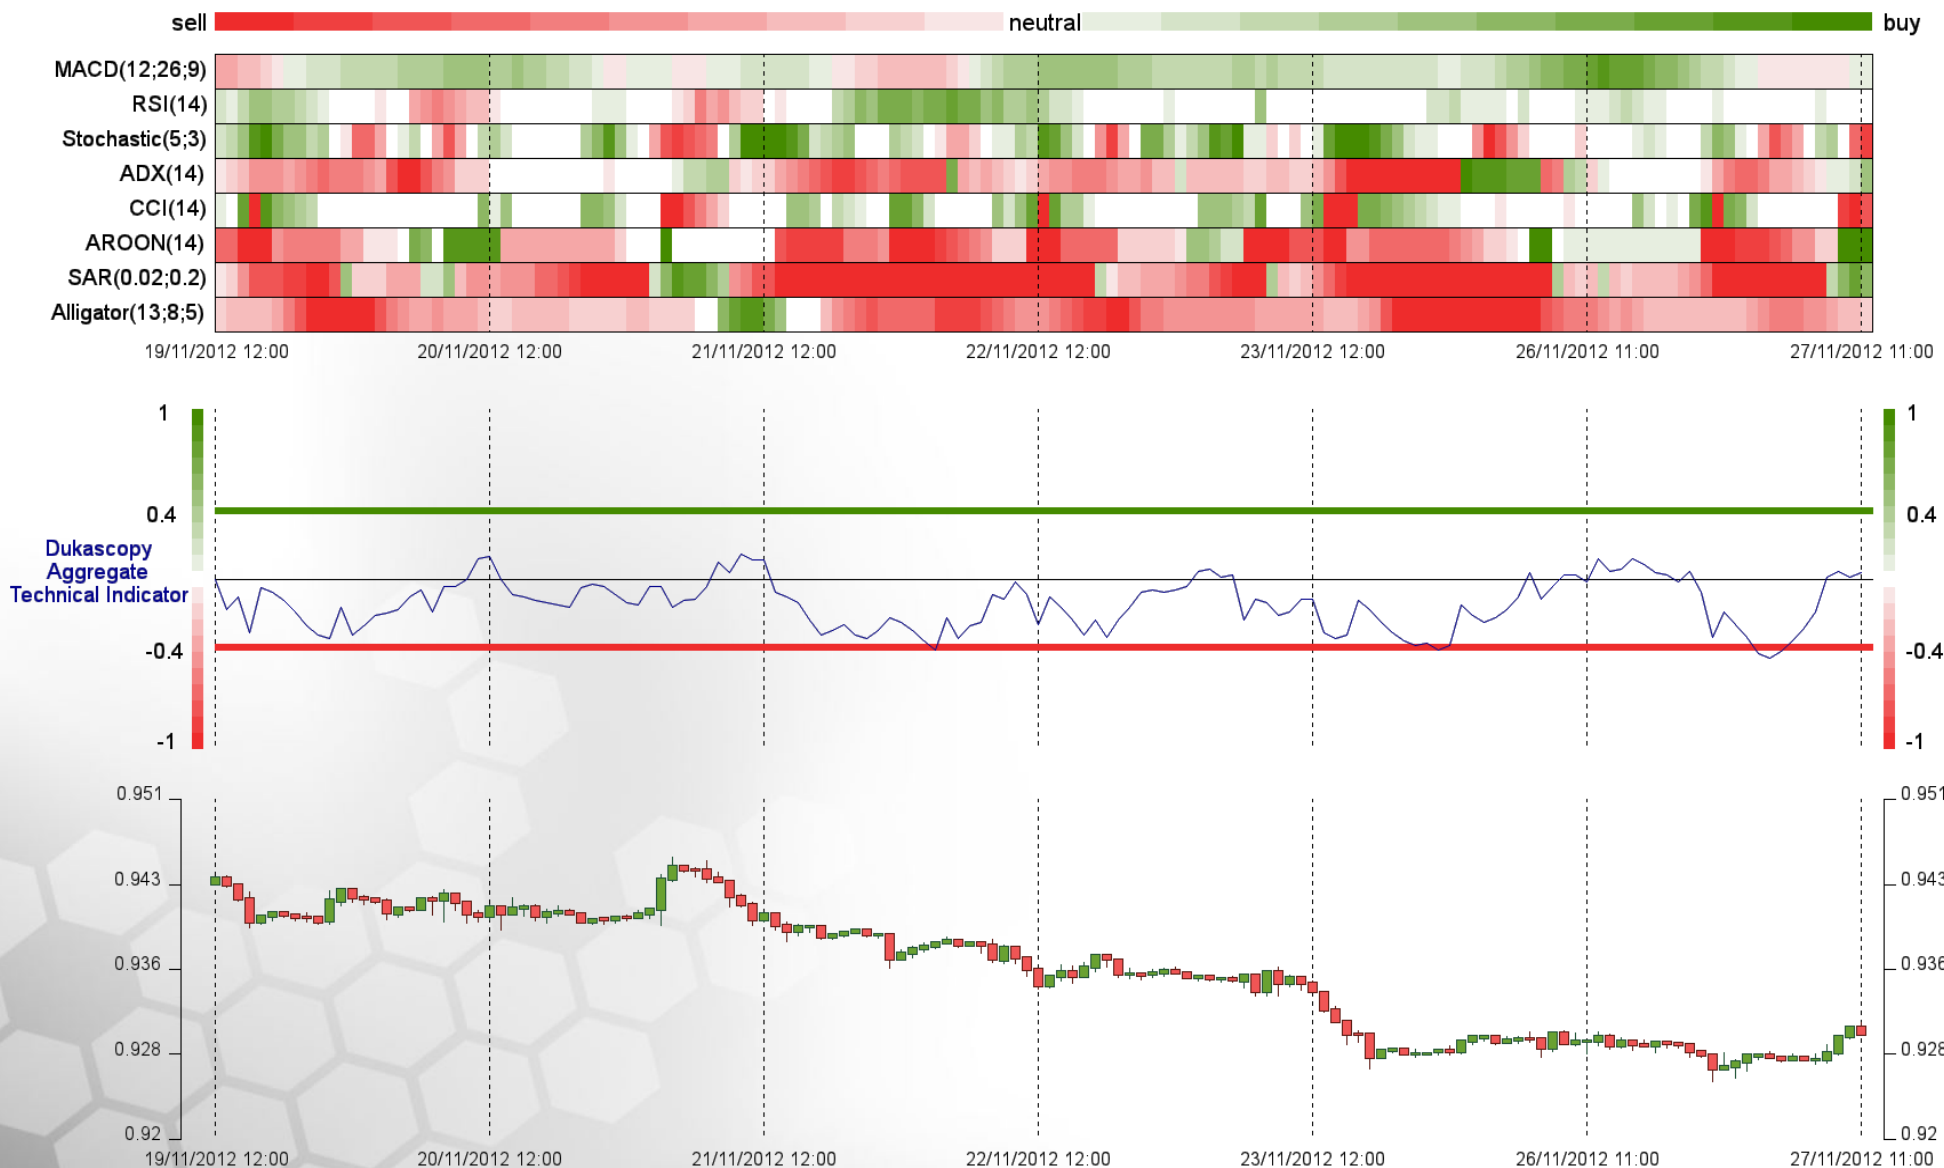 sell neutral buy
MACD(12;26;9)
RSI(14)
Stochastic(5;3)
ADX(14)
CCI(14)
AROON(14)
SAR(0.02;0.2)
Alligator(13;8;5)
19/11/2012 12:00 20/11/2012 12:00 21/11/2012 12:00 22/11/2012 12:00 23/11/2012 12:00 26/11/2012 11:00 27/11/2012 11:00
1 1
0.4 0.4
Dukascopy
Aggregate
Technical Indicator
-0.4 -0.4
-1 -1
0.951 0.951
0.943 0.943
0.936 0.936
0.928 0.928
0.92 0.92
19/11/2012 12:00 20/11/2012 12:00 21/11/2012 12:00 22/11/2012 12:00 23/11/2012 12:00 26/11/2012 11:00 27/11/2012 11:00